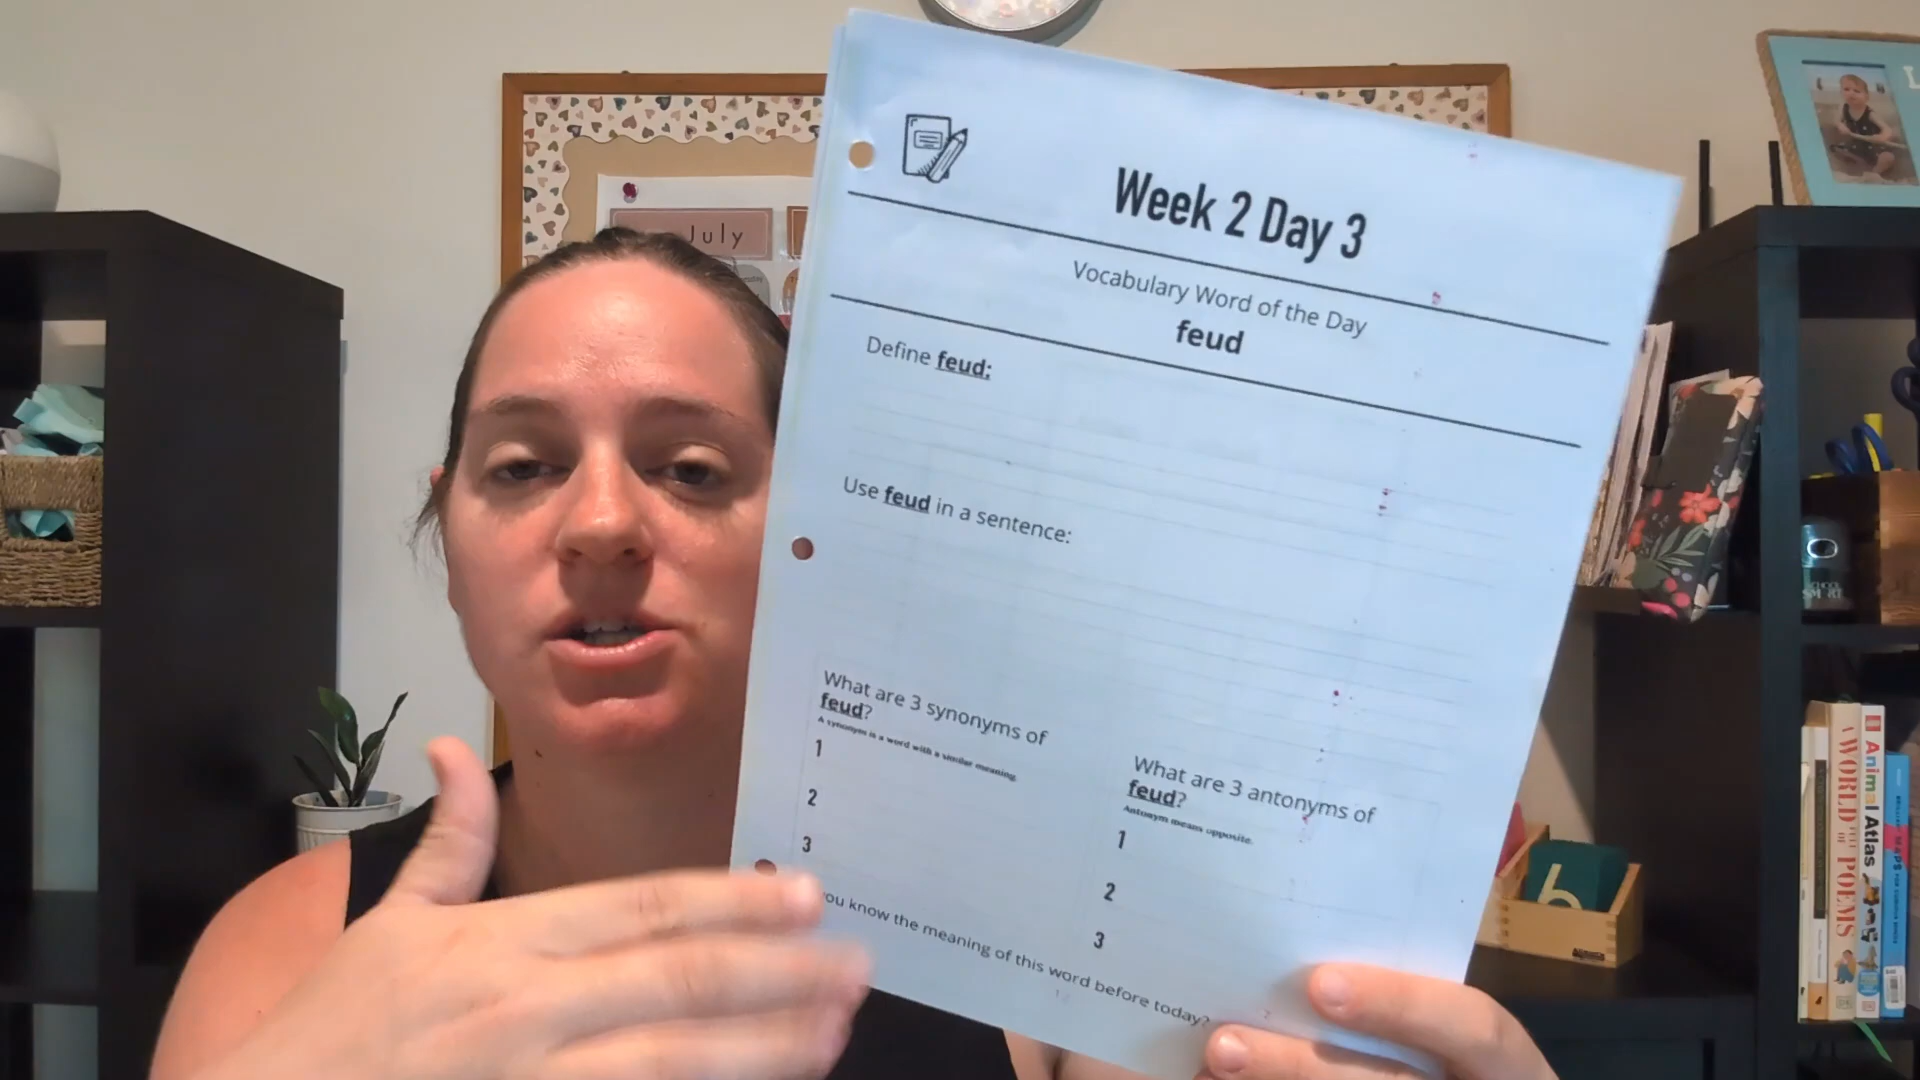 July
Week 2 Day 3
Vocabulary Word of the Day
feud
Define feud:
Use feud in a sentence:
What are 3 synonyms of
feud?
A synonym is a word with a similar meaning.
1
2
3
What are 3 antonyms of
feud?
Antonym means opposite.
1
2
3
you know the meaning of this word before today?
L
A WORLD
of POEMS
Animal Atlas
6